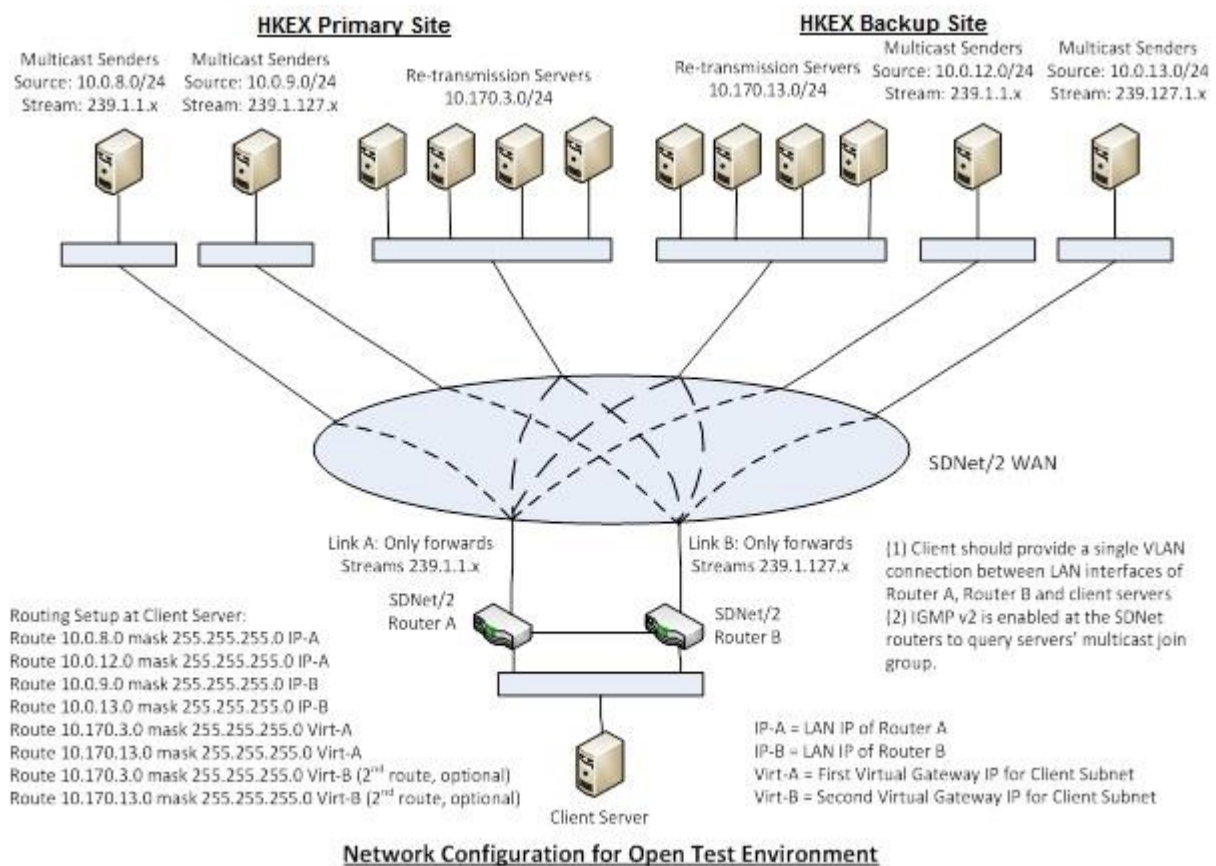 HKEX Primary Site
HKEX Backup Site
Multicast Senders
Source: 10.0.8.0/24
Stream: 239.1.1.x
Multicast Senders
Source: 10.0.9.0/24
Stream: 239.1.127.x
Re-transmission Servers
10.170.3.0/24
Re-transmission Servers
10.170.13.0/24
Multicast Senders
Source: 10.0.12.0/24
Stream: 239.1.1.x
Multicast Senders
Source: 10.0.13.0/24
Stream: 239.127.1.x
SDNet/2 WAN
Link A: Only forwards
Streams 239.1.1.x
Link B: Only forwards
Streams 239.1.127.x
SDNet/2
Router A
SDNet/2
Router B
(1) Client should provide a single VLAN
connection between LAN interfaces of
Router A, Router B and client servers
(2) IGMP v2 is enabled at the SDNet
routers to query servers' multicast join
group.
Routing Setup at Client Server:
Route 10.0.8.0 mask 255.255.255.0 IP-A
Route 10.0.12.0 mask 255.255.255.0 IP-A
Route 10.0.9.0 mask 255.255.255.0 IP-B
Route 10.0.13.0 mask 255.255.255.0 IP-B
Route 10.170.3.0 mask 255.255.255.0 Virt-A
Route 10.170.13.0 mask 255.255.255.0 Virt-A
Route 10.170.3.0 mask 255.255.255.0 Virt-B (2nd route, optional)
Route 10.170.13.0 mask 255.255.255.0 Virt-B (2nd route, optional)
IP-A = LAN IP of Router A
IP-B = LAN IP of Router B
Virt-A = First Virtual Gateway IP for Client Subnet
Virt-B = Second Virtual Gateway IP for Client Subnet
Client Server
Network Configuration for Open Test Environment